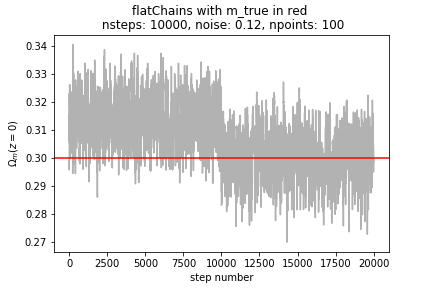 flatChains with m_true in red
nsteps: 10000, noise: 0.12, npoints: 100
0.34
0.33
0.32
0.31
0.30
0.29
0.28
0.27
Ωm(z = 0)
0 2500 5000 7500 10000 12500 15000 17500 20000
step number